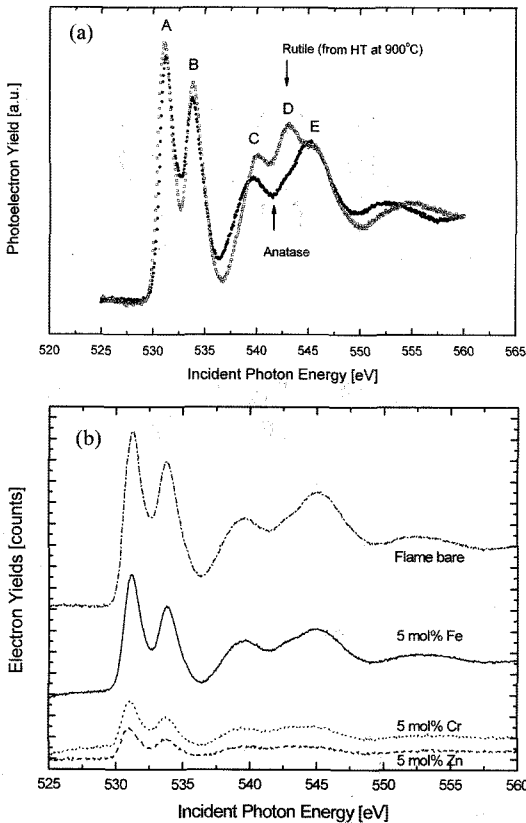 (a)
A
B
C
D
E
Rutile (from HT at 900°C)
Anatase
Photoelectron Yield [a.u.]
520 525 530 535 540 545 550 555 560 565
Incident Photon Energy [eV]
(b)
Flame bare
5 mol% Fe
5 mol% Cr
5 mol% Zn
Electron Yields [counts]
525 530 535 540 545 550 555 560
Incident Photon Energy [eV]